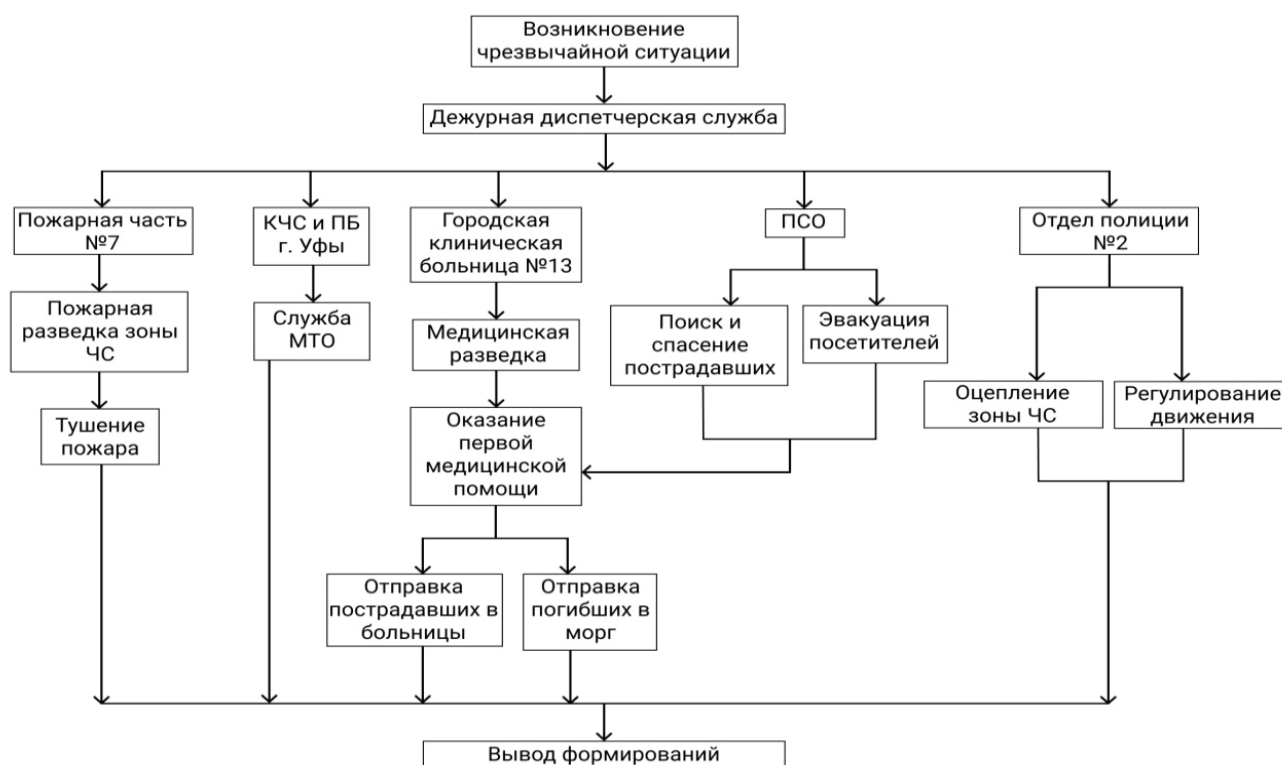 Возникновение
чрезвычайной ситуации
Дежурная диспетчерская служба
Пожарная часть
№7
КЧС и ПБ
г. Уфы
Городская
клиническая
больница №13
ПСО
Отдел полиции
№2
Пожарная
разведка зоны
ЧС
Служба
МТО
Медицинская
разведка
Поиск и
спасение
пострадавших
Эвакуация
посетителей
Оцепление
зоны ЧС
Регулирование
движения
Тушение
пожара
Оказание
первой
медицинской
помощи
Отправка
пострадавших в
больницы
Отправка
погибших в
морг
Вывод формирований